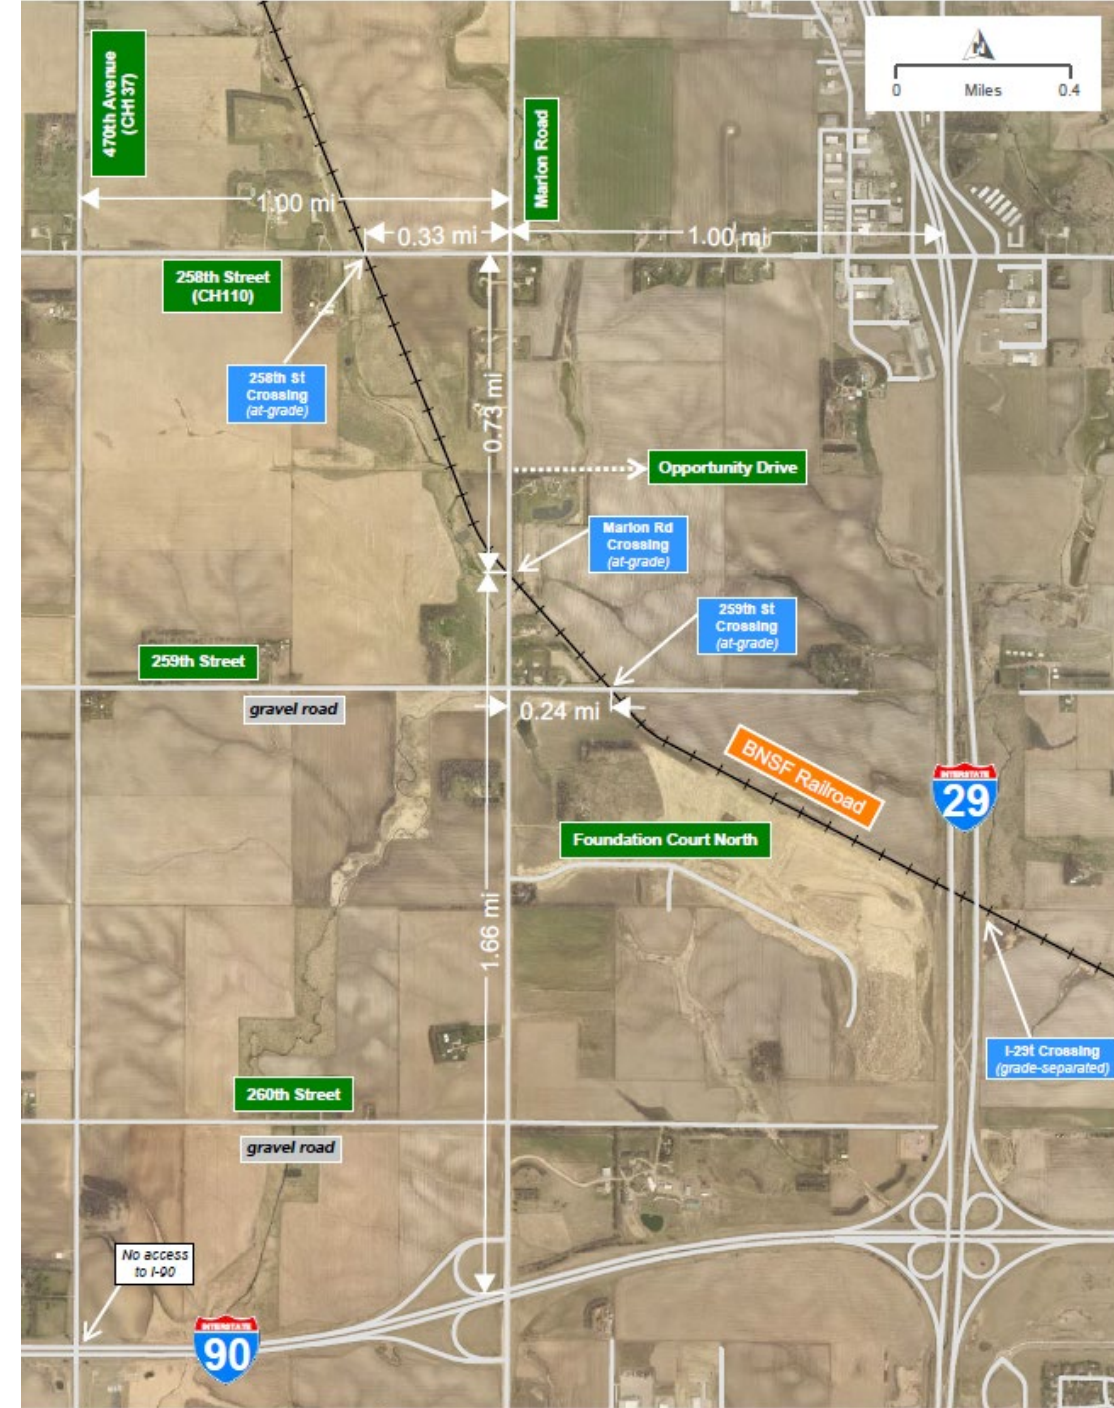 470th Avenue
(CH137)
Marion Road
0
Miles
0.4
1.00 mi
0.33 mi
1.00 mi
258th Street
(CH110)
258th St
Crossing
(at-grade)
0.73 mi
Opportunity Drive
Marion Rd
Crossing
(at-grade)
259th St
Crossing
(at-grade)
259th Street
gravel road
0.24 mi
BNSF Railroad
INTERSTATE
29
Foundation Court North
1.66 mi
I-29t Crossing
(grade-separated)
260th Street
gravel road
No access
to I-90
INTERSTATE
90